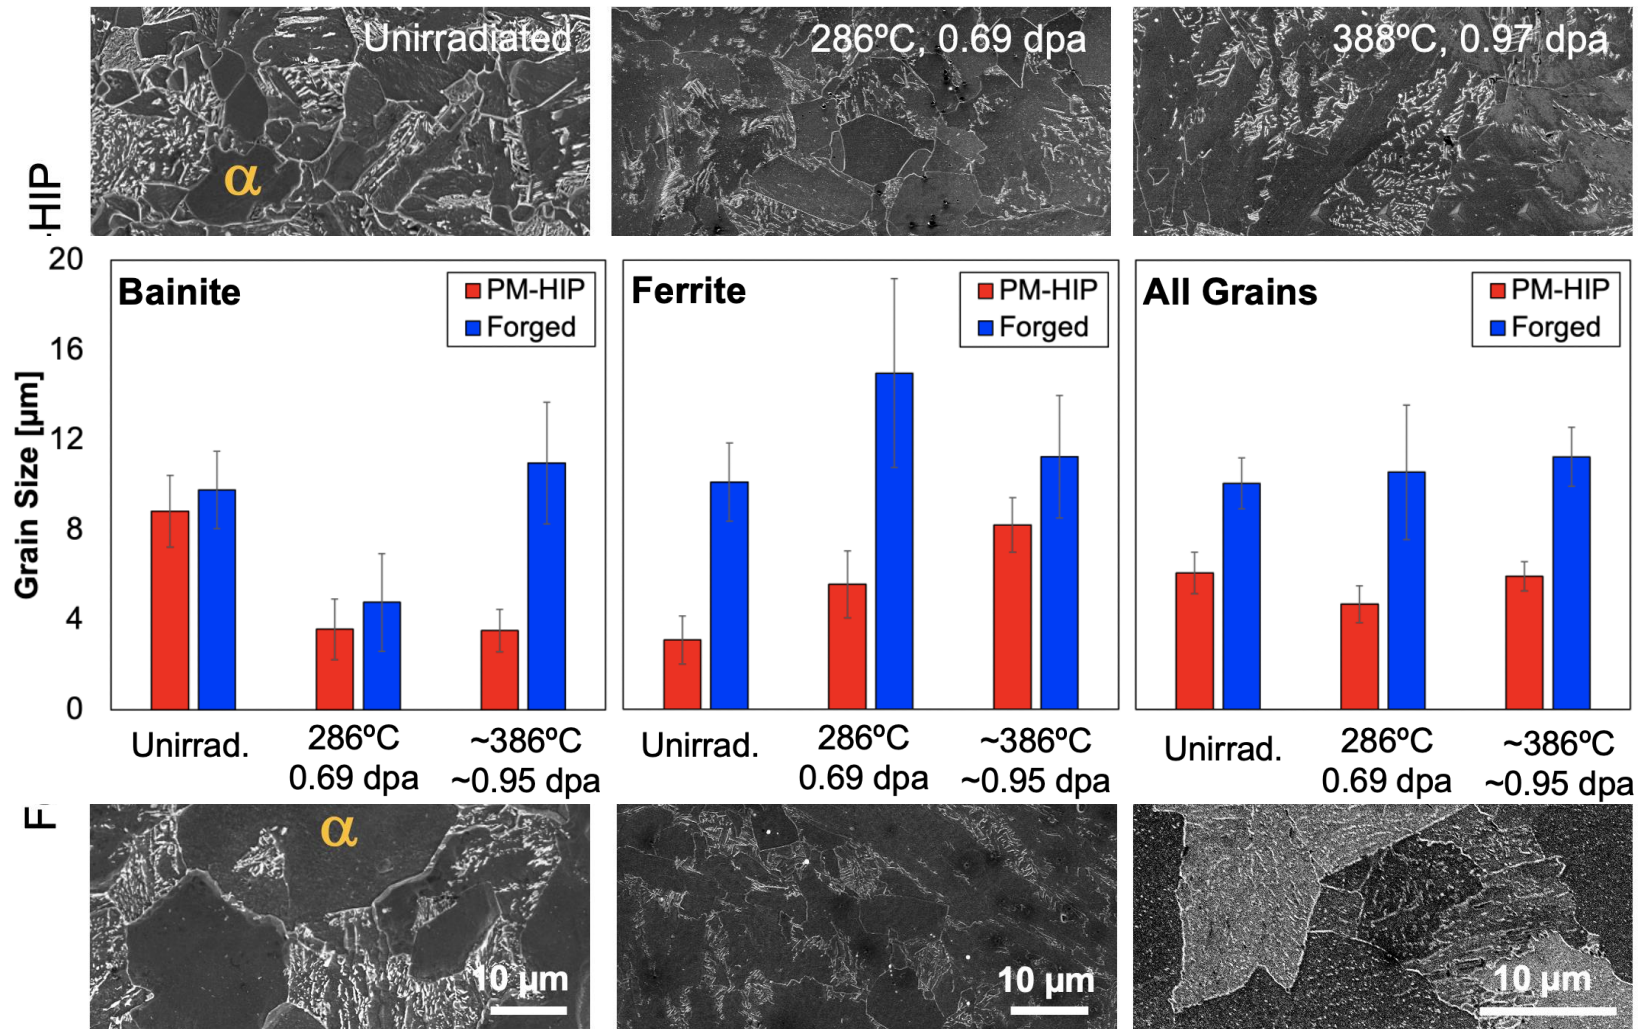 Unirradiated
286ºC, 0.69 dpa
388ºC, 0.97 dpa
α
-HIP
Grain Size [µm]
20
16
12
8
4
0
Bainite
PM-HIP
Forged
Ferrite
PM-HIP
Forged
All Grains
PM-HIP
Forged
Unirrad.
286ºC
0.69 dpa
~386ºC
~0.95 dpa
Unirrad.
286ºC
0.69 dpa
~386ºC
~0.95 dpa
Unirrad.
286ºC
0.69 dpa
~386ºC
~0.95 dpa
F
α
10 µm
10 µm
10 µm